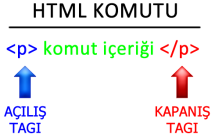 HTML KOMUTU
<p> komut içeriği </p>
AÇILIŞ TAGI
KAPANIŞ TAGI